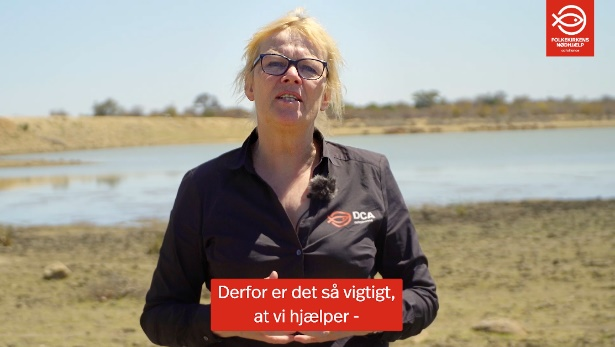 FOLKEKIRKENS
NØDHJÆLP
DCA
Derfor er det så vigtigt,
at vi hjælper -